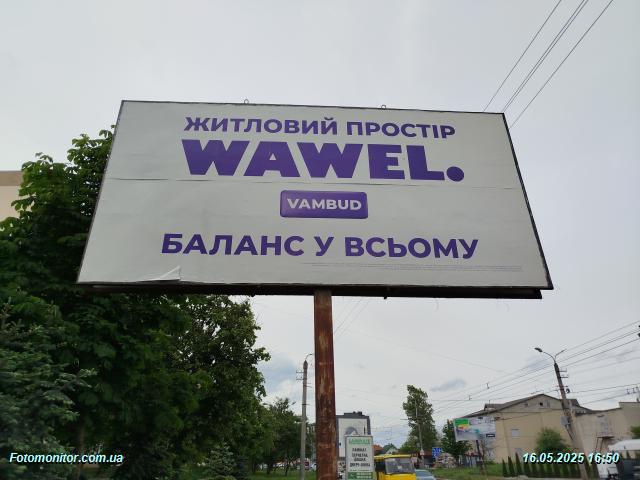 ЖИТЛОВИЙ ПРОСТІР
WAWEL.
VAMBUD
БАЛАНС У ВСЬОМУ
Fotomonitor.com.ua
16.05.2025 16:50